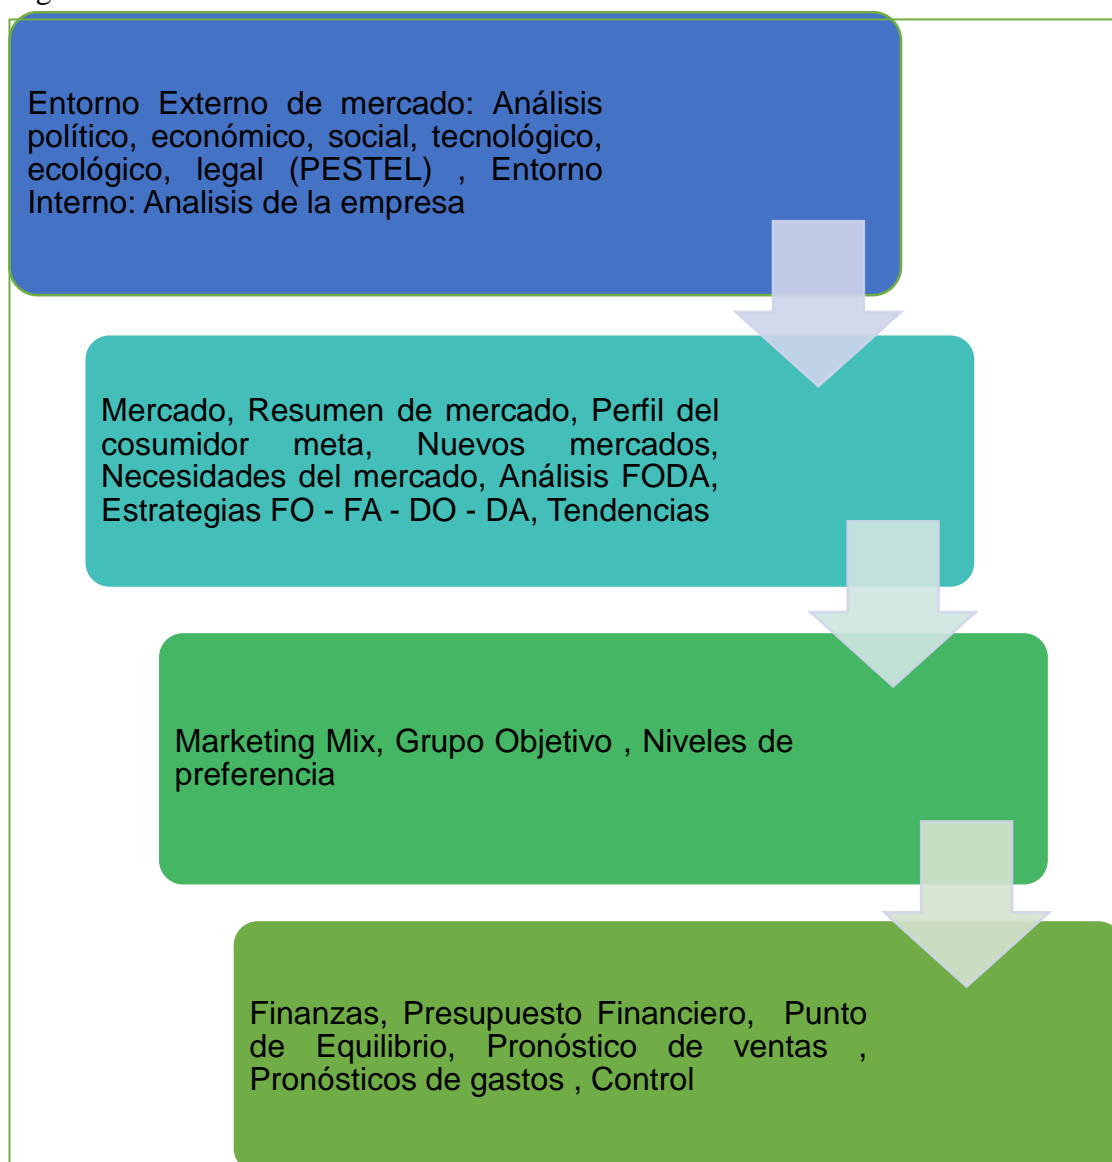 Entorno Externo de mercado: Análisis
político, económico, social, tecnológico,
ecológico, legal (PESTEL) , Entorno
Interno: Analisis de la empresa
Mercado, Resumen de mercado, Perfil del
cosumidor meta, Nuevos mercados,
Necesidades del mercado, Análisis FODA,
Estrategias FO - FA - DO - DA, Tendencias
Marketing Mix, Grupo Objetivo , Niveles de
preferencia
Finanzas, Presupuesto Financiero, Punto
de Equilibrio, Pronóstico de ventas ,
Pronósticos de gastos , Control